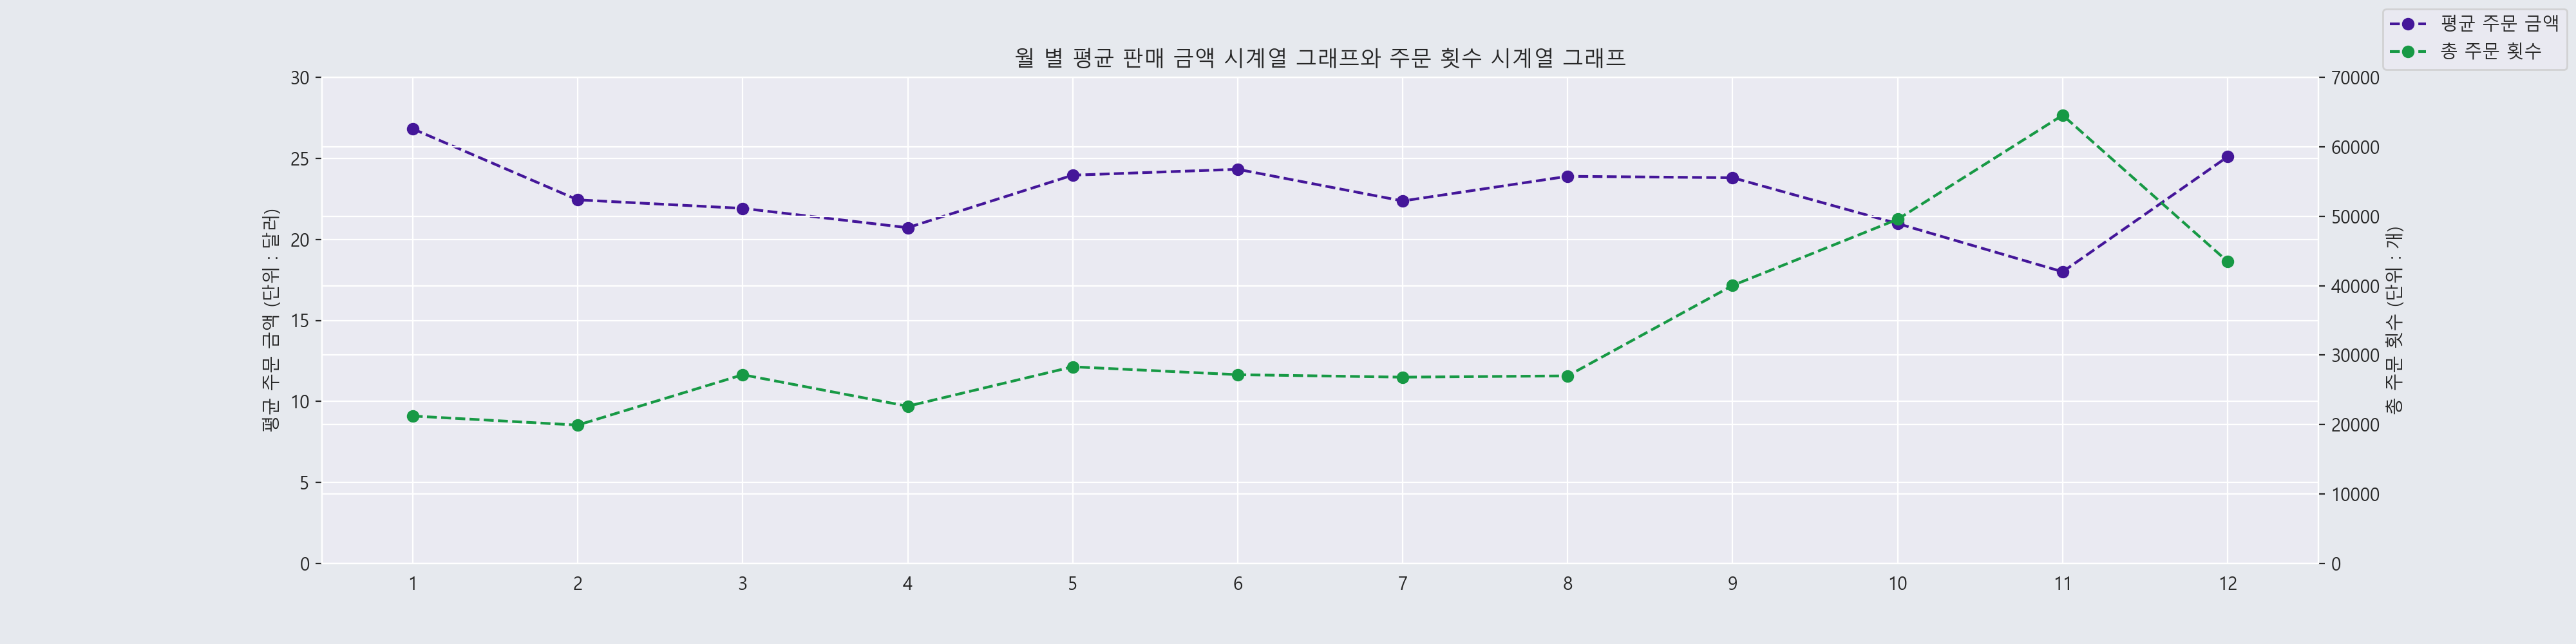 평균 주문 금액
총 주문 횟수
월 별 평균 판매 금액 시계열 그래프와 주문 횟수 시계열 그래프
평균 주문 금액 (단위 : 달러)
30
25
20
15
10
5
0
70000
60000
50000
40000
30000
20000
10000
0
총 주문 횟수 (단위 : 개)
1 2 3 4 5 6 7 8 9 10 11 12